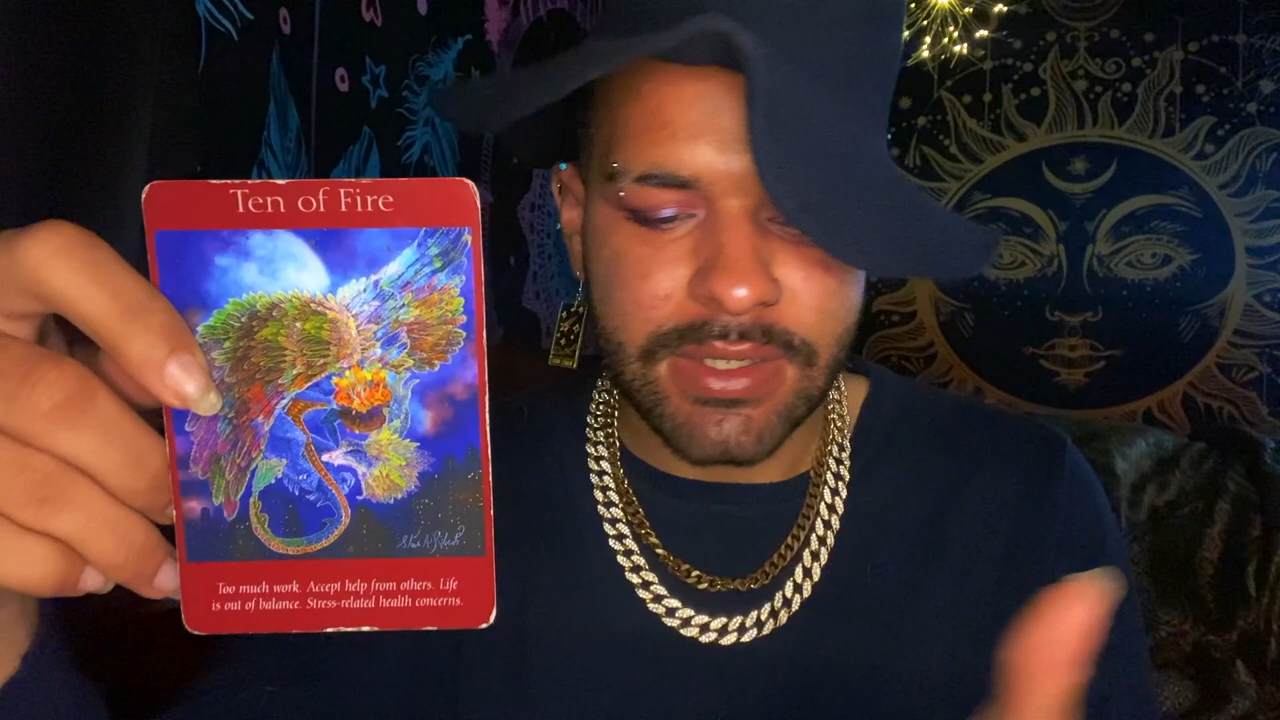 Ten of Fire
Too much work. Accept help from others. Life
is out of balance. Stress-related health concerns.